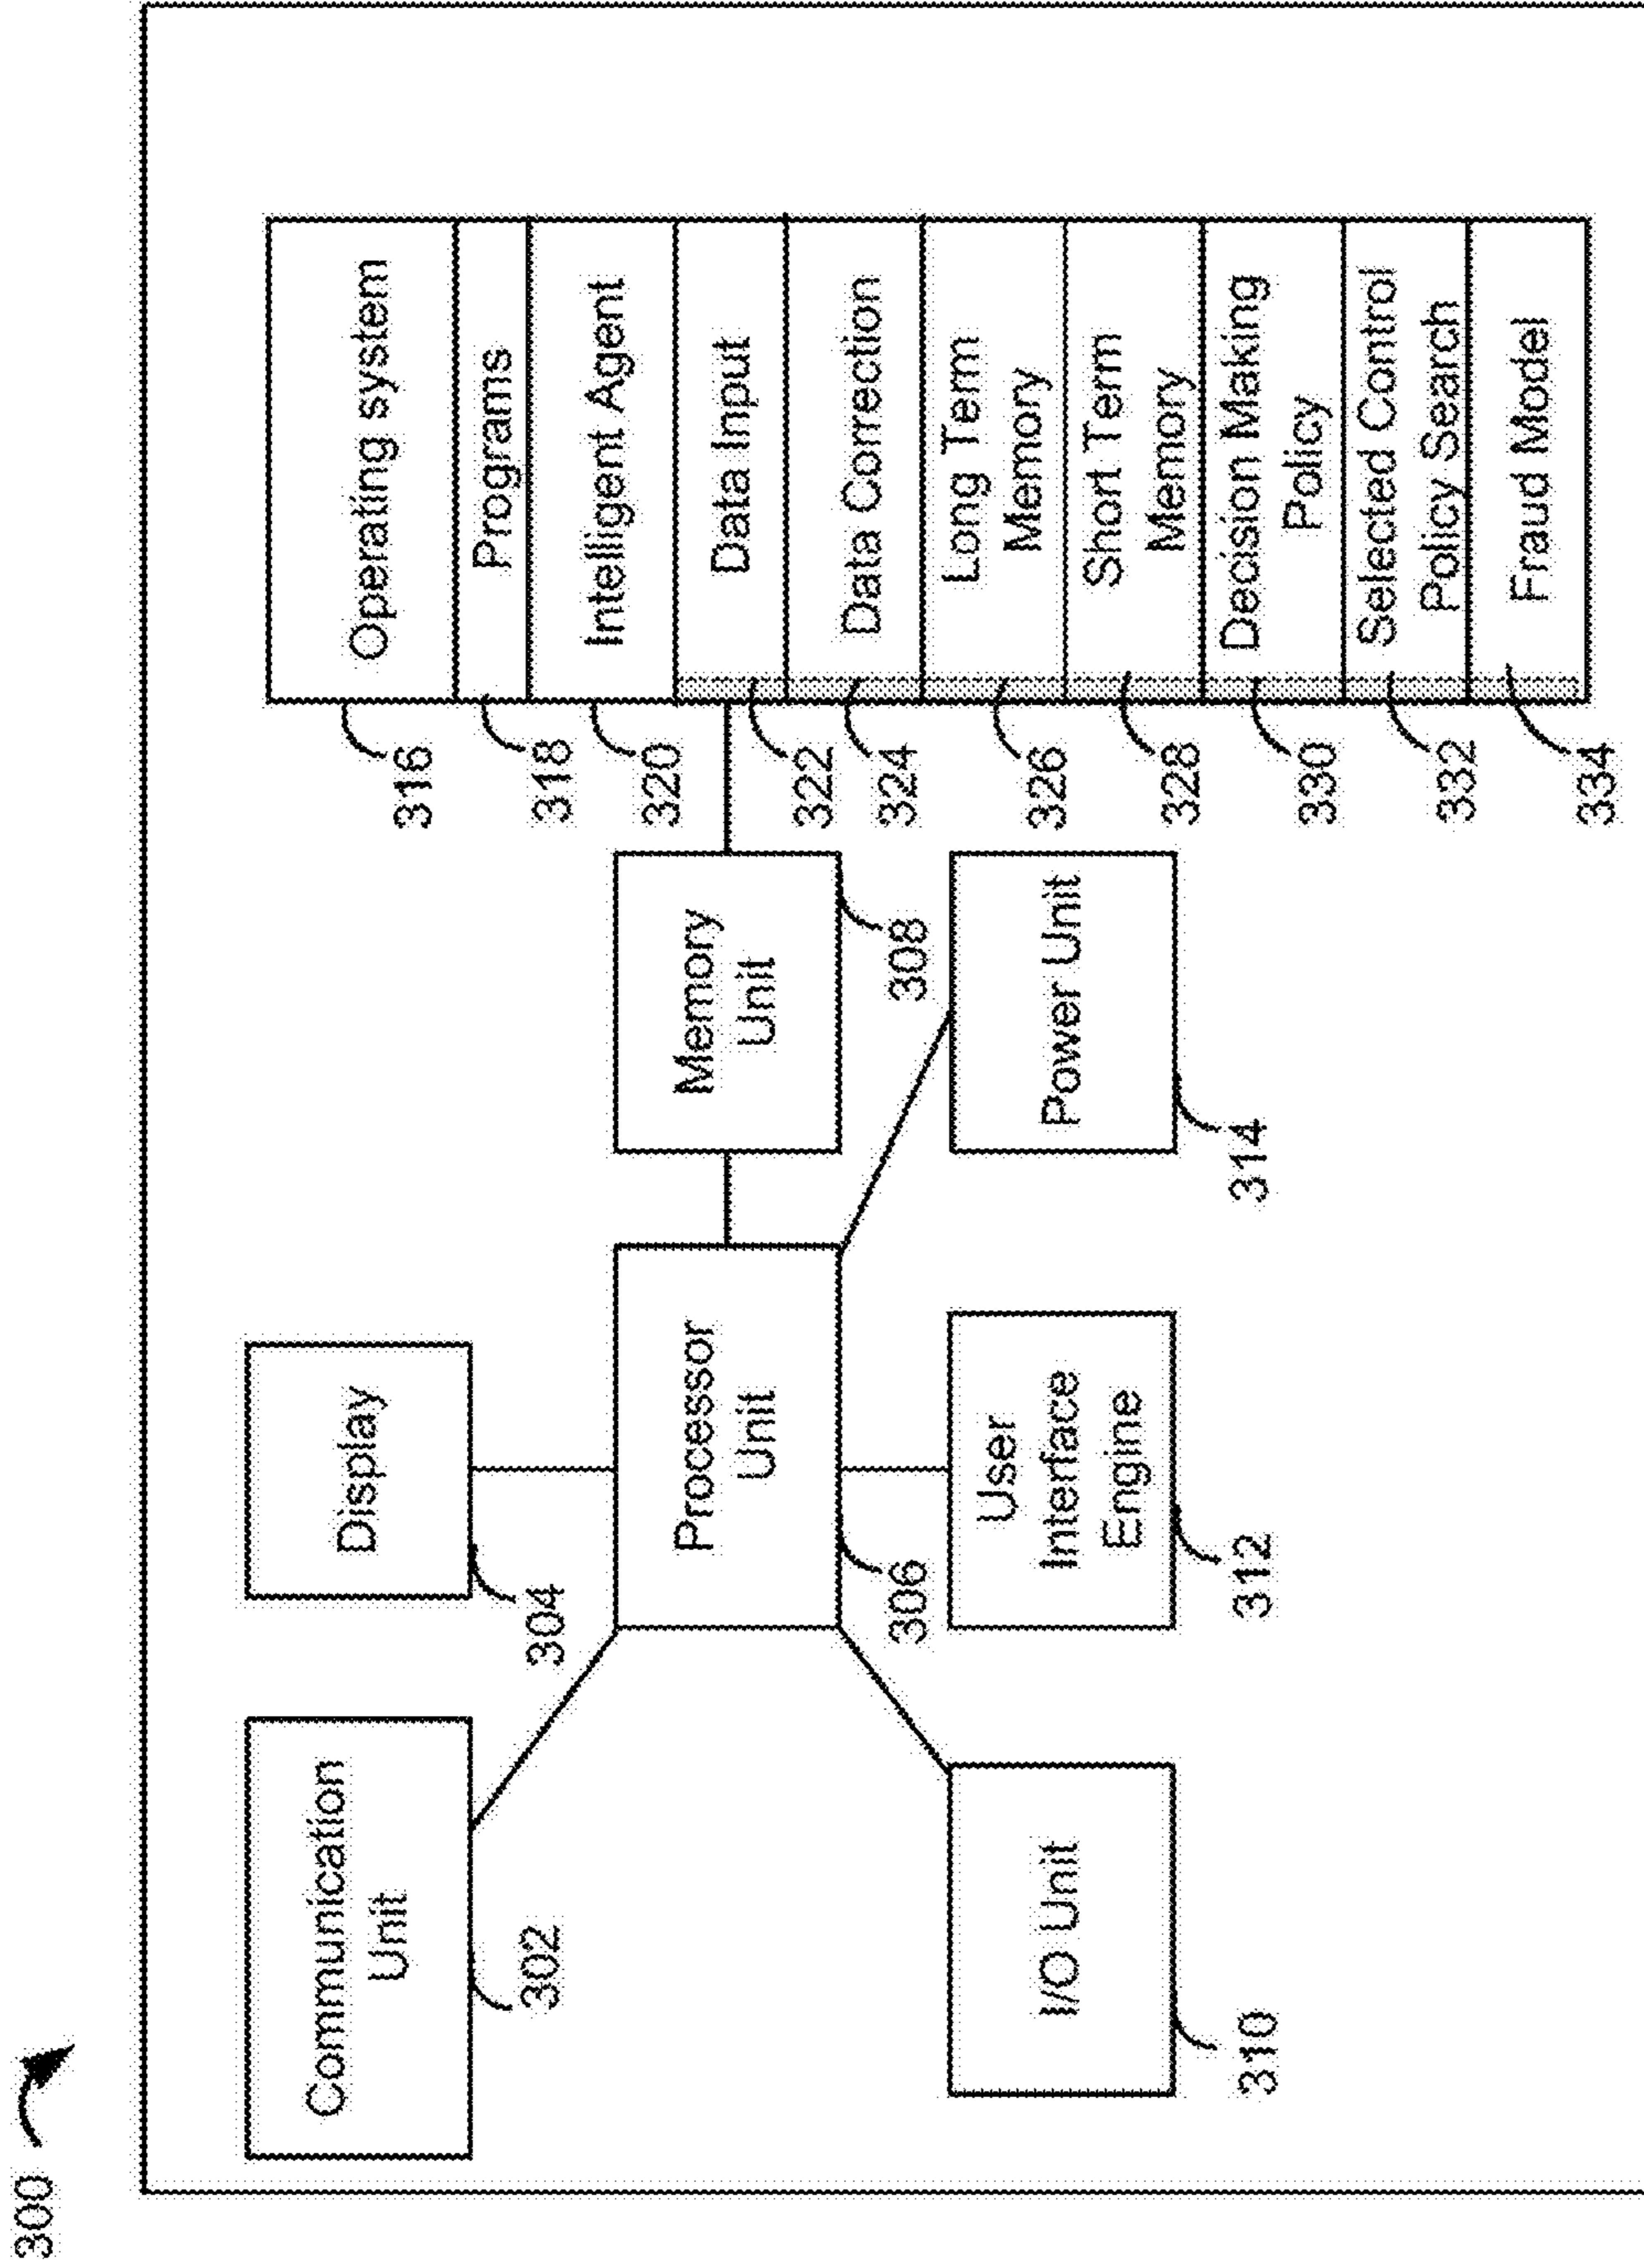 300
Communication
Unit
302
Display
304
Processor
Unit
306
Memory
Unit
308
I/O Unit
310
User
Interface
Engine
312
Power Unit
314
Operating system
316
Programs
318
Intelligent Agent
320
Data Input
322
Data Correction
324
Long Term
Memory
326
Short Term
Memory
328
Decision Making
Policy
330
Selected Control
Policy Search
332
Fraud Model
334